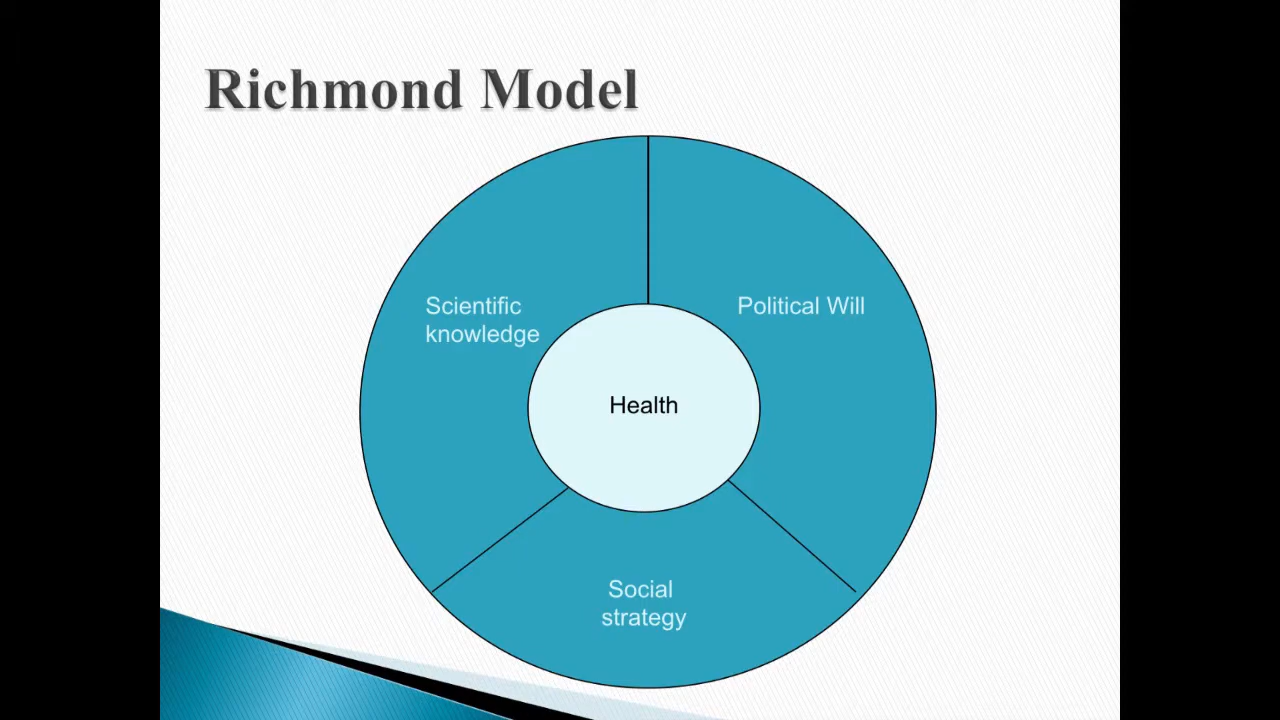 Richmond Model
Scientific
knowledge
Political Will
Health
Social
strategy